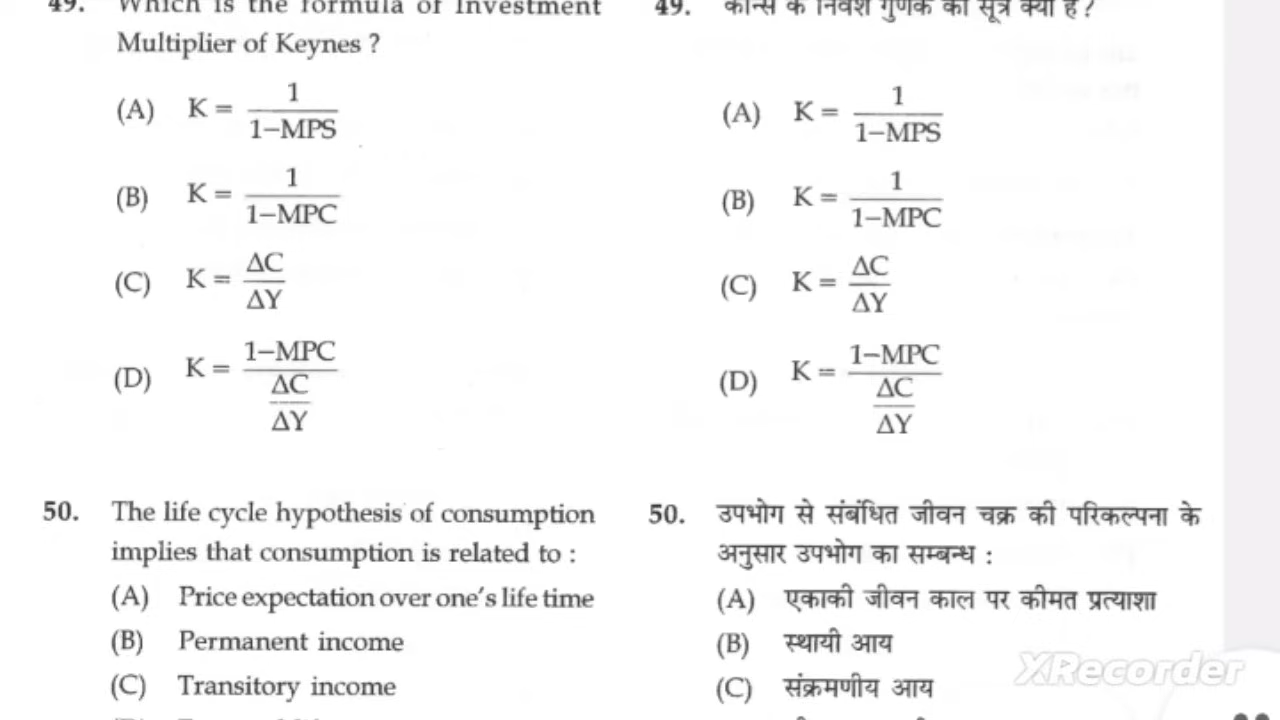 49. Which is the formula of Investment
Multiplier of Keynes ?
(A) K = 1 / 1−MPS
(B) K = 1 / 1−MPC
(C) K = ΔC / ΔY
(D) K = 1−MPC / ΔC / ΔY
50. The life cycle hypothesis of consumption
implies that consumption is related to :
(A) Price expectation over one's life time
(B) Permanent income
(C) Transitory income
49. के निवेश गुणक का सूत्र क्या है ?
(A) K = 1 / 1−MPS
(B) K = 1 / 1−MPC
(C) K = ΔC / ΔY
(D) K = 1−MPC / ΔC / ΔY
50. उपभोग से संबंधित जीवन चक्र की परिकल्पना के
अनुसार उपभोग का सम्बन्ध :
(A) एकाकी जीवन काल पर कीमत प्रत्याशा
(B) स्थायी आय
(C) संक्रमणीय आय
XRecorder